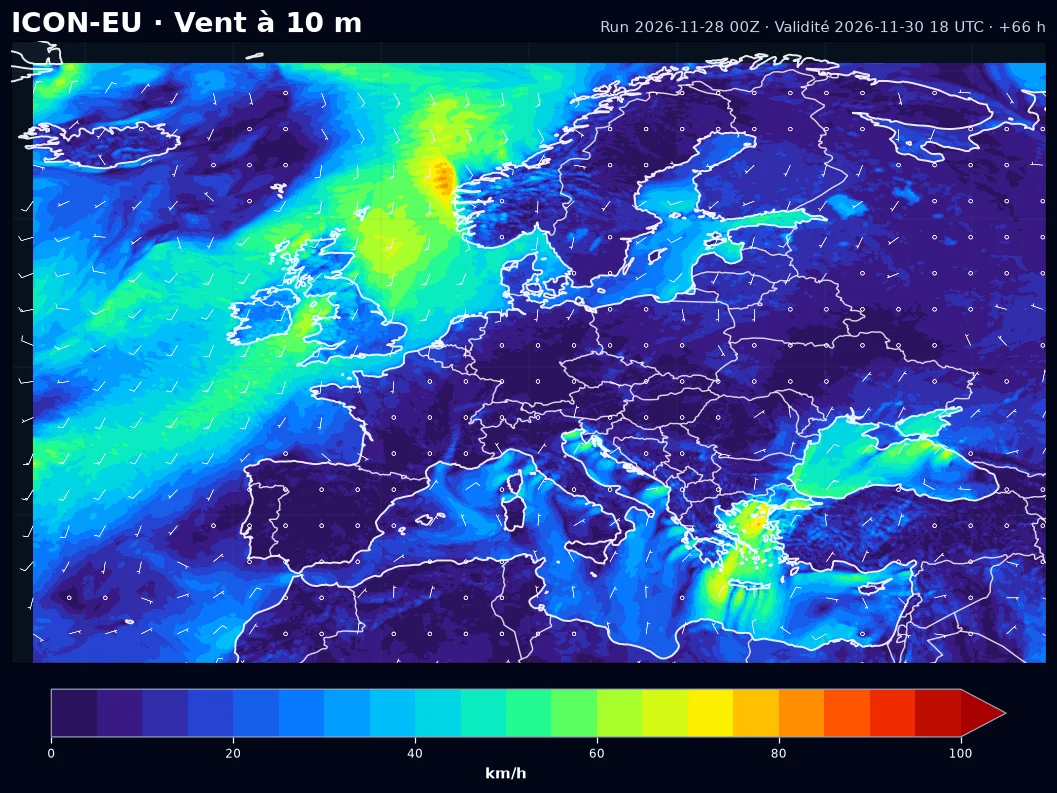 ICON-EU · Vent à 10 m
Run 2026-11-28 00Z · Validité 2026-11-30 18 UTC · +66 h
0 20 40 60 80 100
km/h